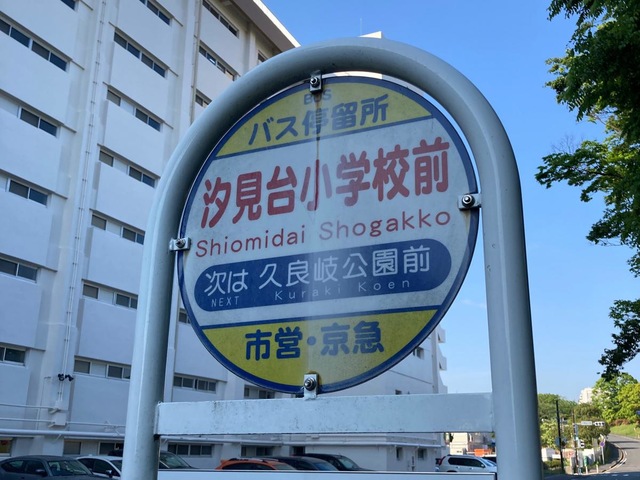 BUS
バス停留所
汐見台小学校前
Shiomidai Shogakko
次は 久良岐公園前
NEXT Kuraki Koen
市営・京急